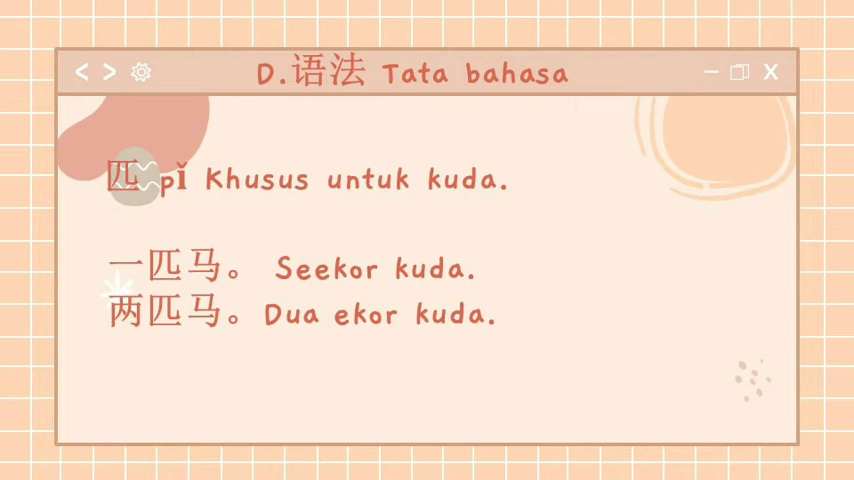 D.语法 Tata bahasa
匹 pǐ Khusus untuk kuda.
一匹马。 Seekor kuda.
两匹马。Dua ekor kuda.